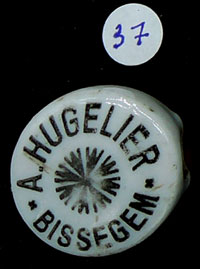 37
A. HUGELIER
* BISSEGEM *